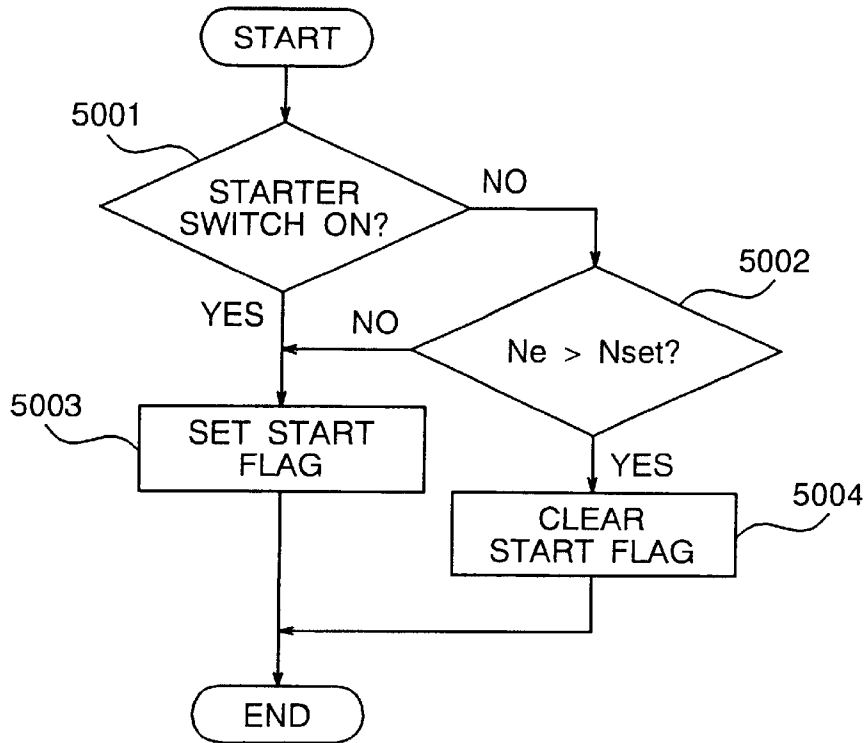 START
5001
STARTER
SWITCH ON?
NO
5002
YES
NO
Ne > Nset?
5003
SET START
FLAG
YES
5004
CLEAR
START FLAG
END